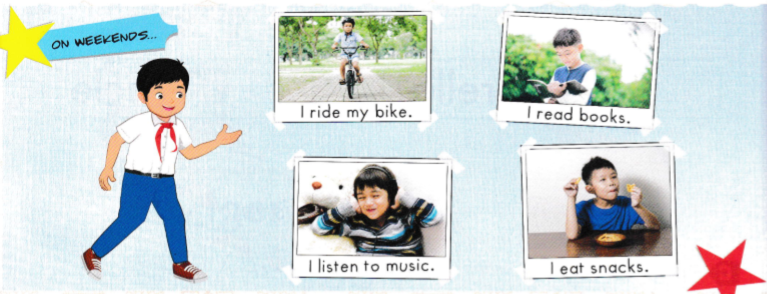 ON WEEKENDS...
I ride my bike.
I read books.
I listen to music.
I eat snacks.